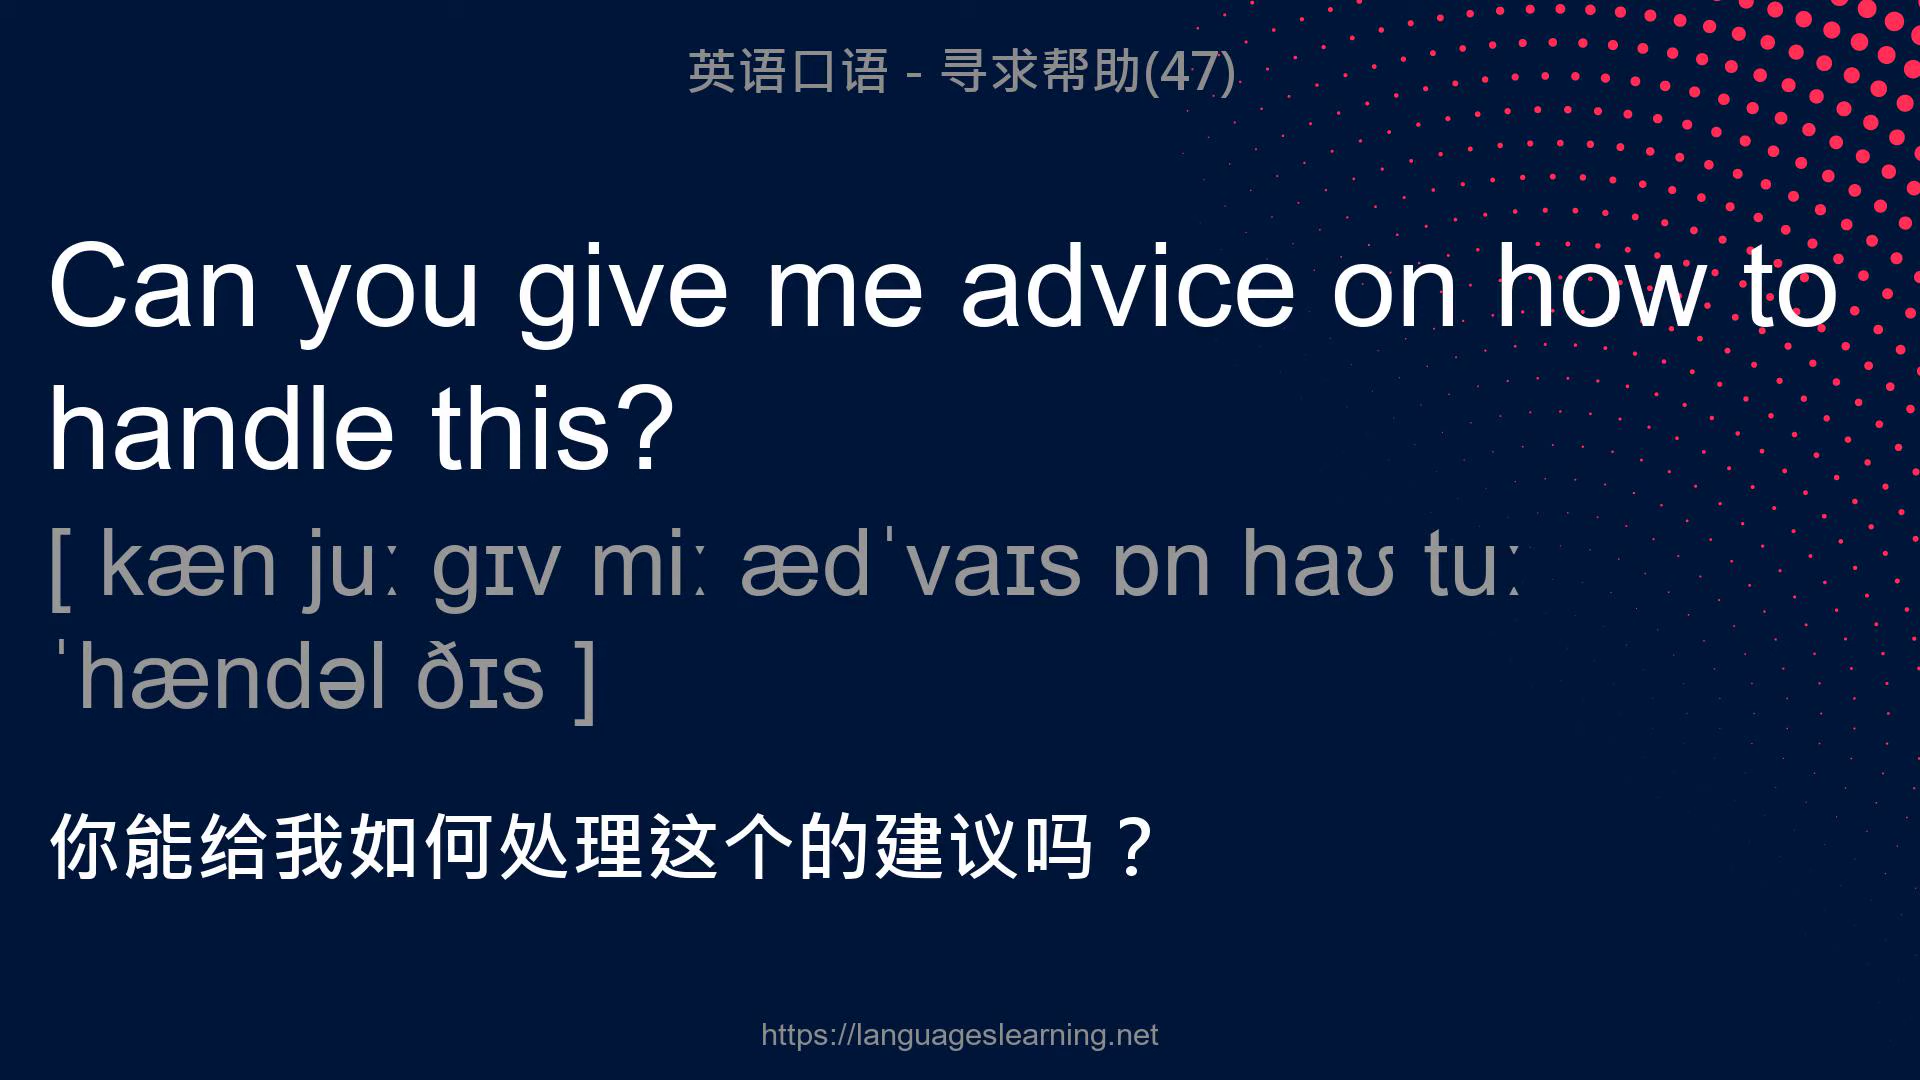 英语口语 - 寻求帮助(47)
Can you give me advice on how to
handle this?
[ kæn juː ɡɪv miː ædˈvaɪs ɒn haʊ tuː
ˈhændəl ðɪs ]
你能给我如何处理这个的建议吗？
https://languageslearning.net